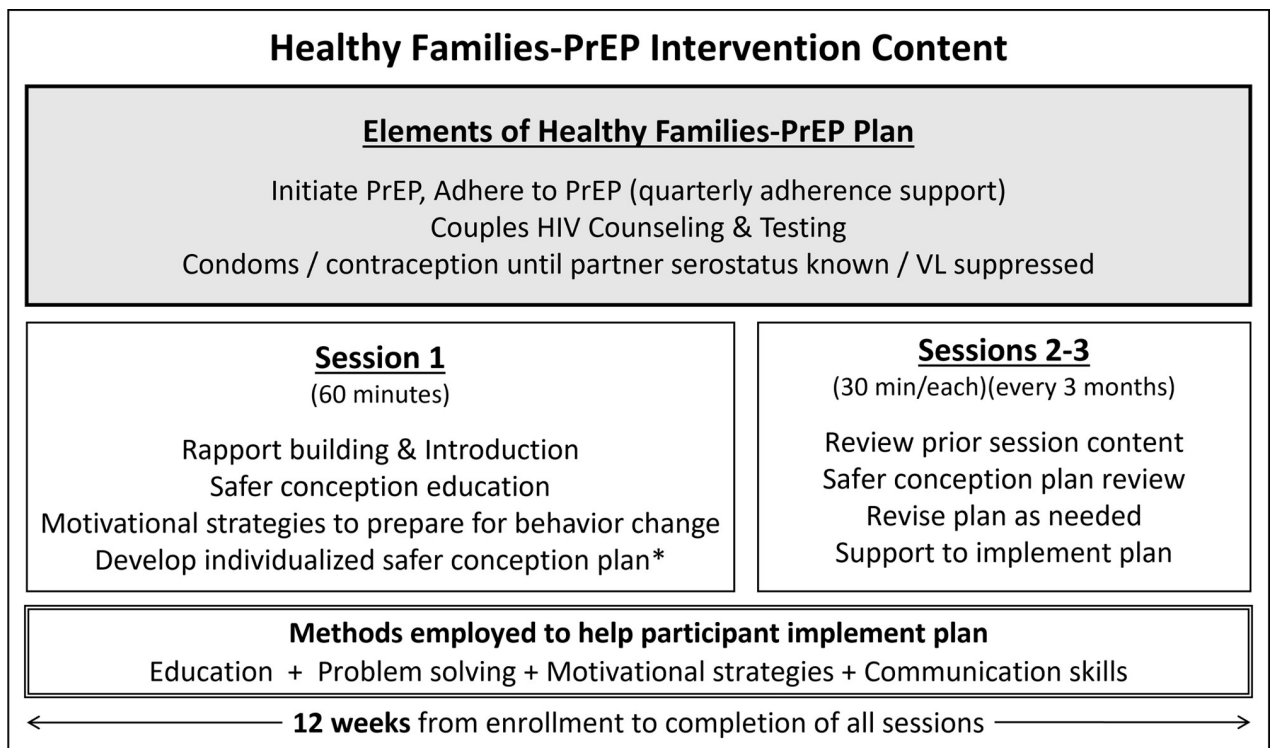 Healthy Families-PrEP Intervention Content
Elements of Healthy Families-PrEP Plan
Initiate PrEP, Adhere to PrEP (quarterly adherence support)
Couples HIV Counseling & Testing
Condoms / contraception until partner serostatus known / VL suppressed
Session 1
(60 minutes)
Rapport building & Introduction
Safer conception education
Motivational strategies to prepare for behavior change
Develop individualized safer conception plan*
Sessions 2-3
(30 min/each)(every 3 months)
Review prior session content
Safer conception plan review
Revise plan as needed
Support to implement plan
Methods employed to help participant implement plan
Education + Problem solving + Motivational strategies + Communication skills
12 weeks from enrollment to completion of all sessions